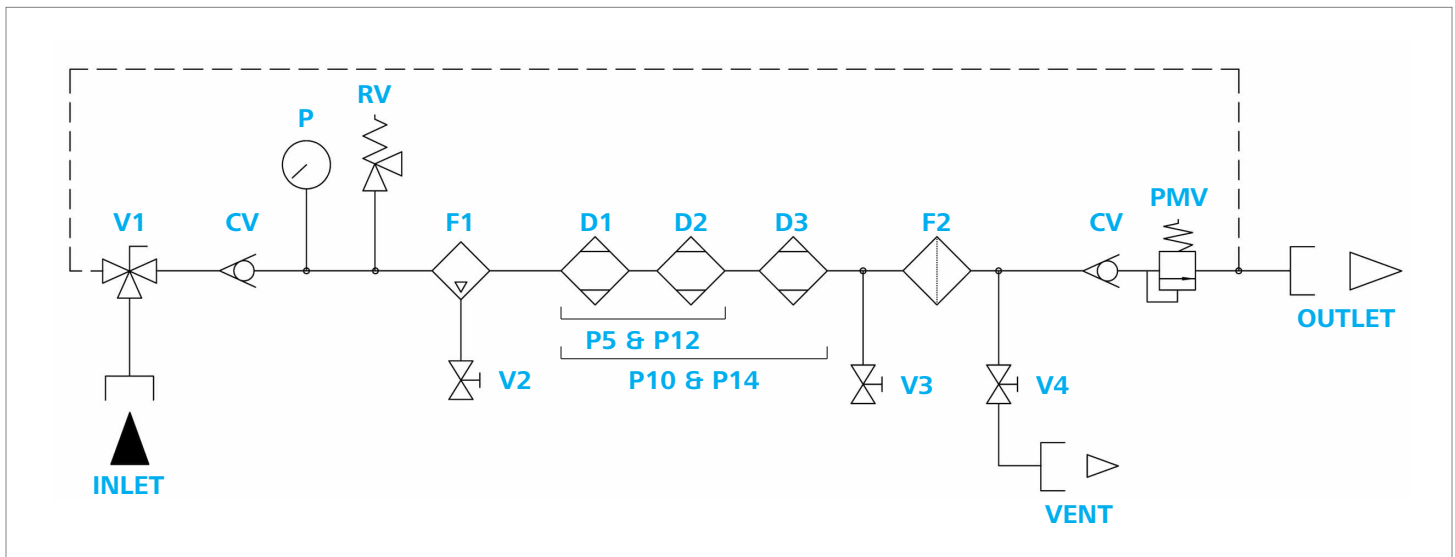 RV
P
PMV
V1
CV
F1
D1
D2
D3
F2
CV
OUTLET
P5 & P12
P10 & P14
V2
V3
V4
INLET
VENT